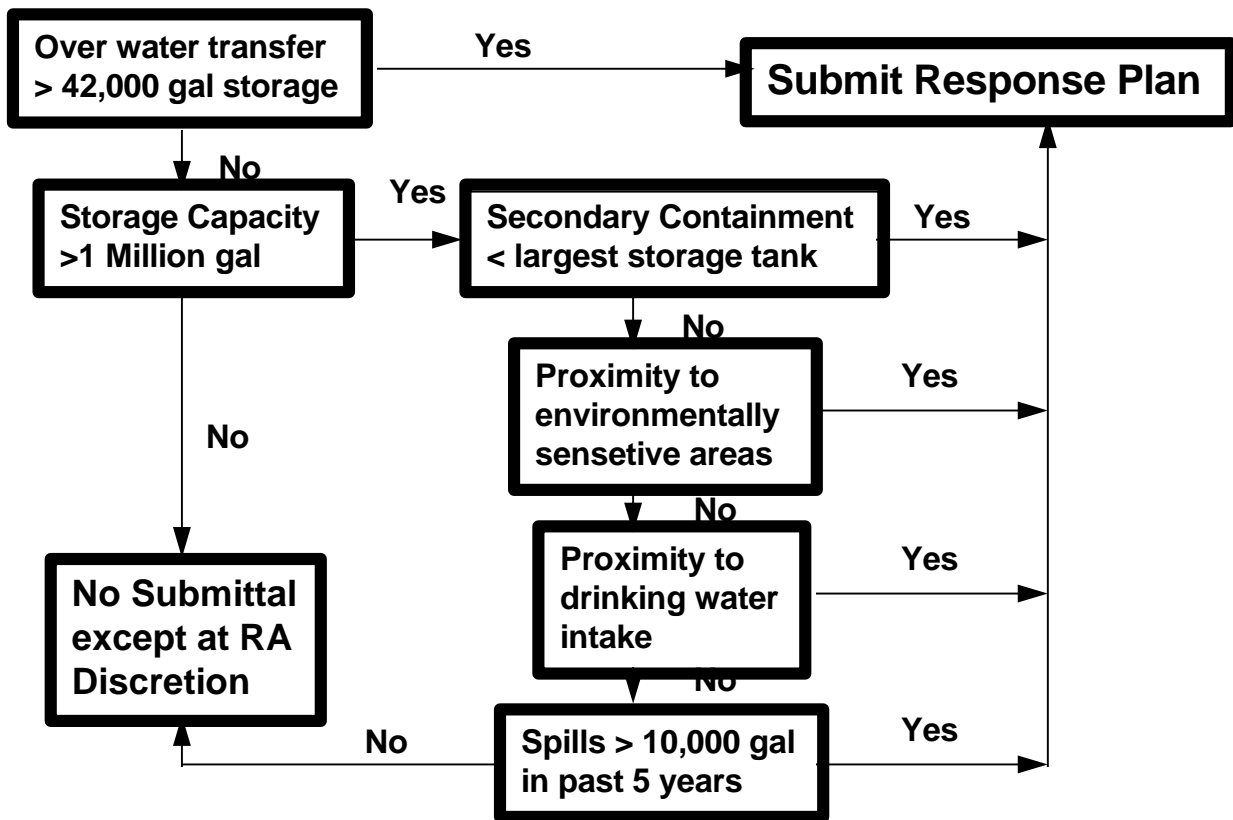 Over water transfer
> 42,000 gal storage
Yes
Submit Response Plan
No
Storage Capacity
>1 Million gal
Yes
Secondary Containment
< largest storage tank
Yes
No
Proximity to
environmentally
sensetive areas
Yes
No
No
Proximity to
drinking water
intake
Yes
No Submittal
except at RA
Discretion
No
Spills > 10,000 gal
in past 5 years
Yes
No